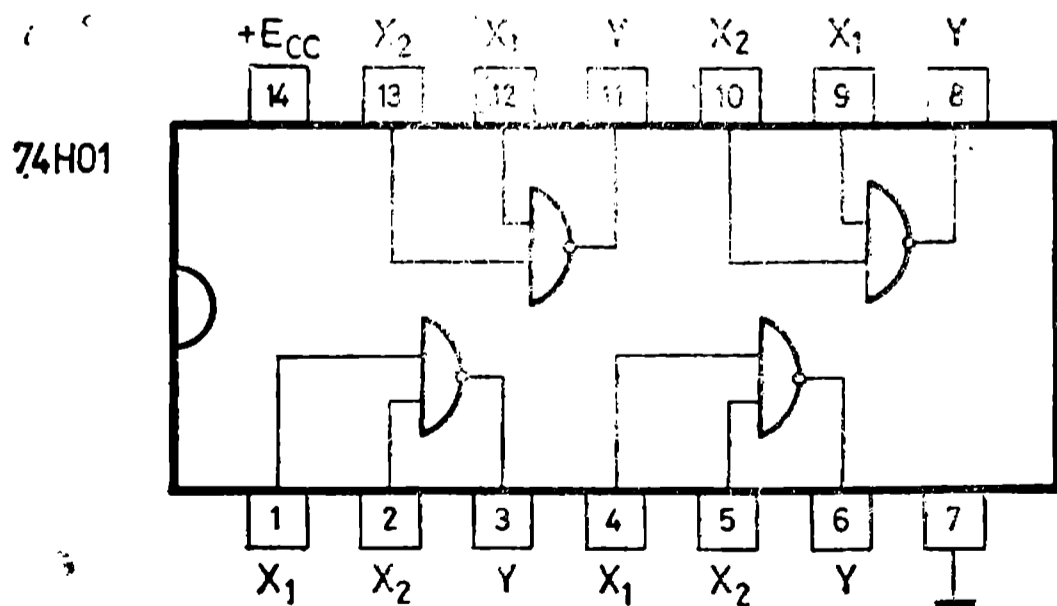 +E_CC X₂ X₁ Y X₂ X₁ Y
14 13 12 11 10 9 8
74H01
1 2 3 4 5 6 7
X₁ X₂ Y X₁ X₂ Y